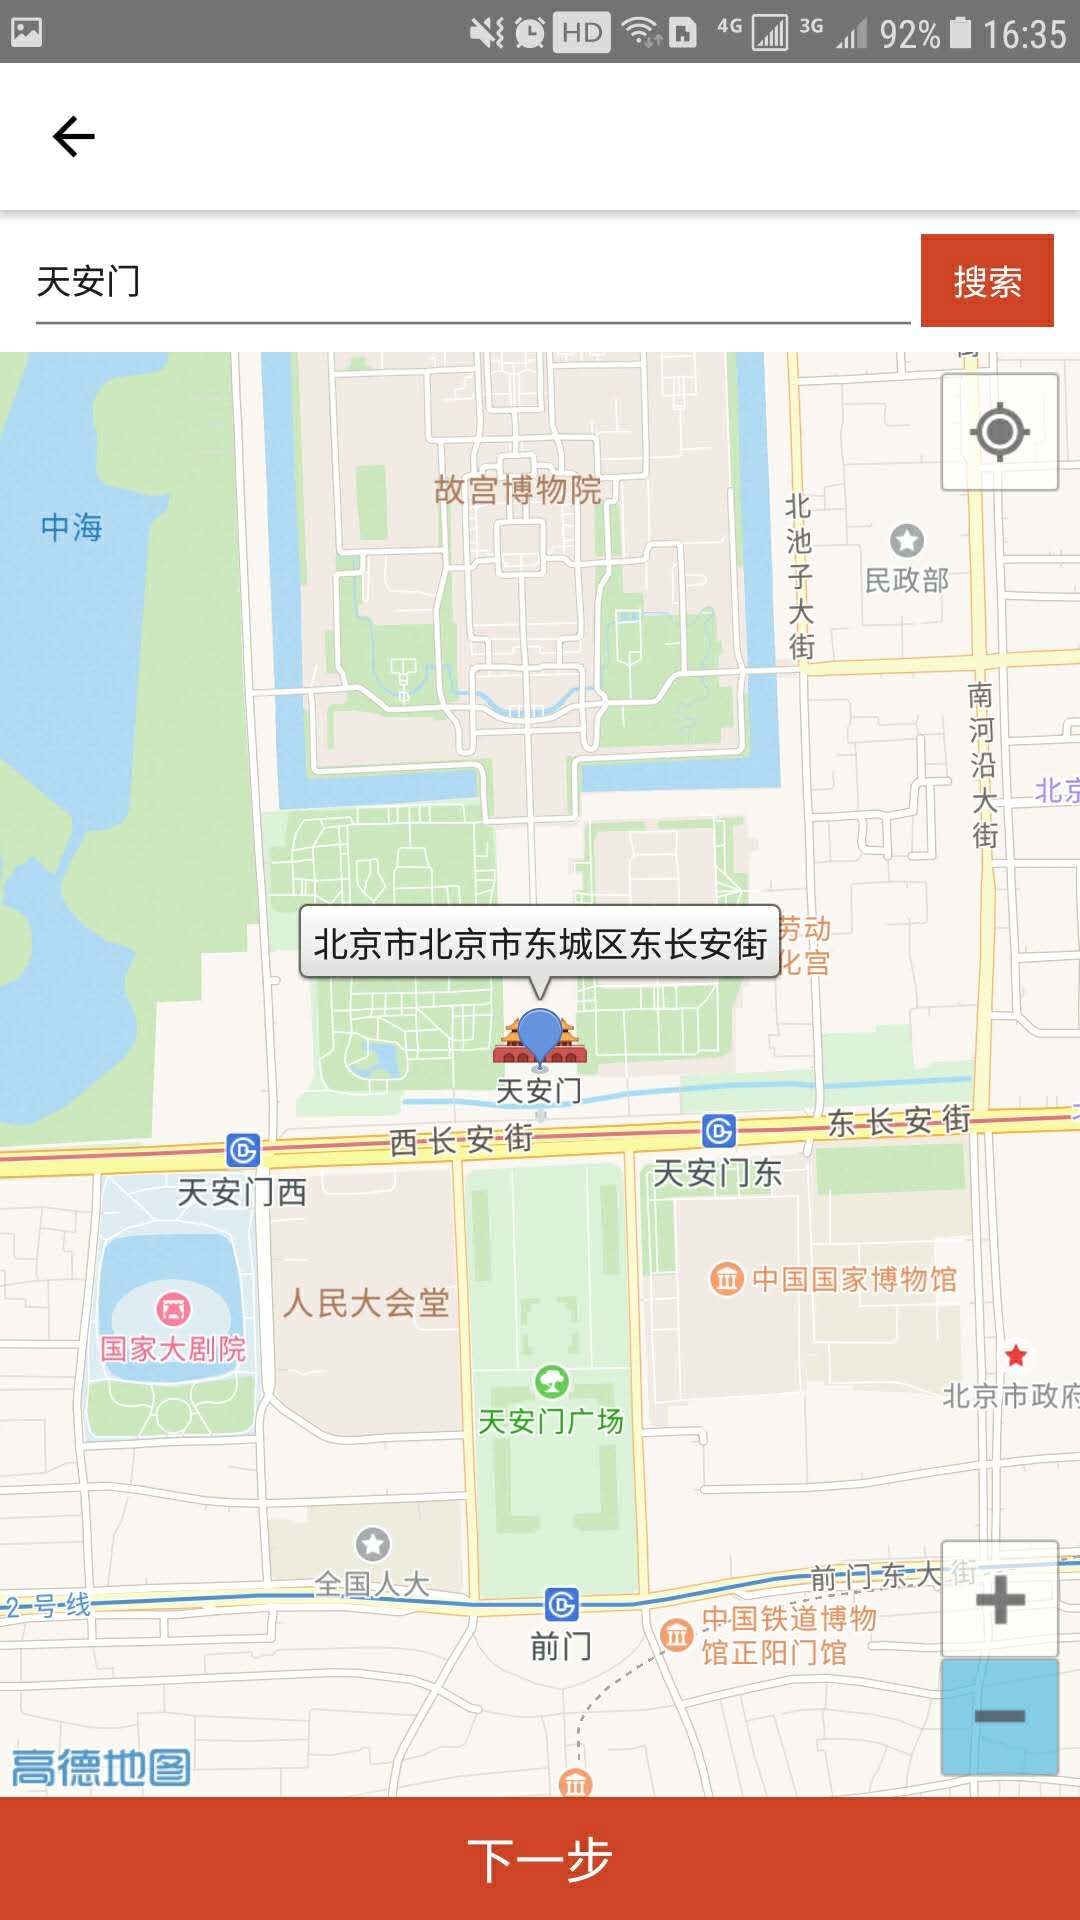 HD 4G 3G 92% 16:35
天安门
搜索
故宫博物院
中海
北池子大街
民政部
南河沿大街
北京
劳动
化宫
北京市北京市东城区东长安街
天安门
西长安街
东长安街
天安门西
天安门东
中国国家博物馆
人民大会堂
国家大剧院
北京市政府
天安门广场
全国人大
前门东大街
2号线
前门
中国铁道博物
馆正阳门馆
高德地图
下一步